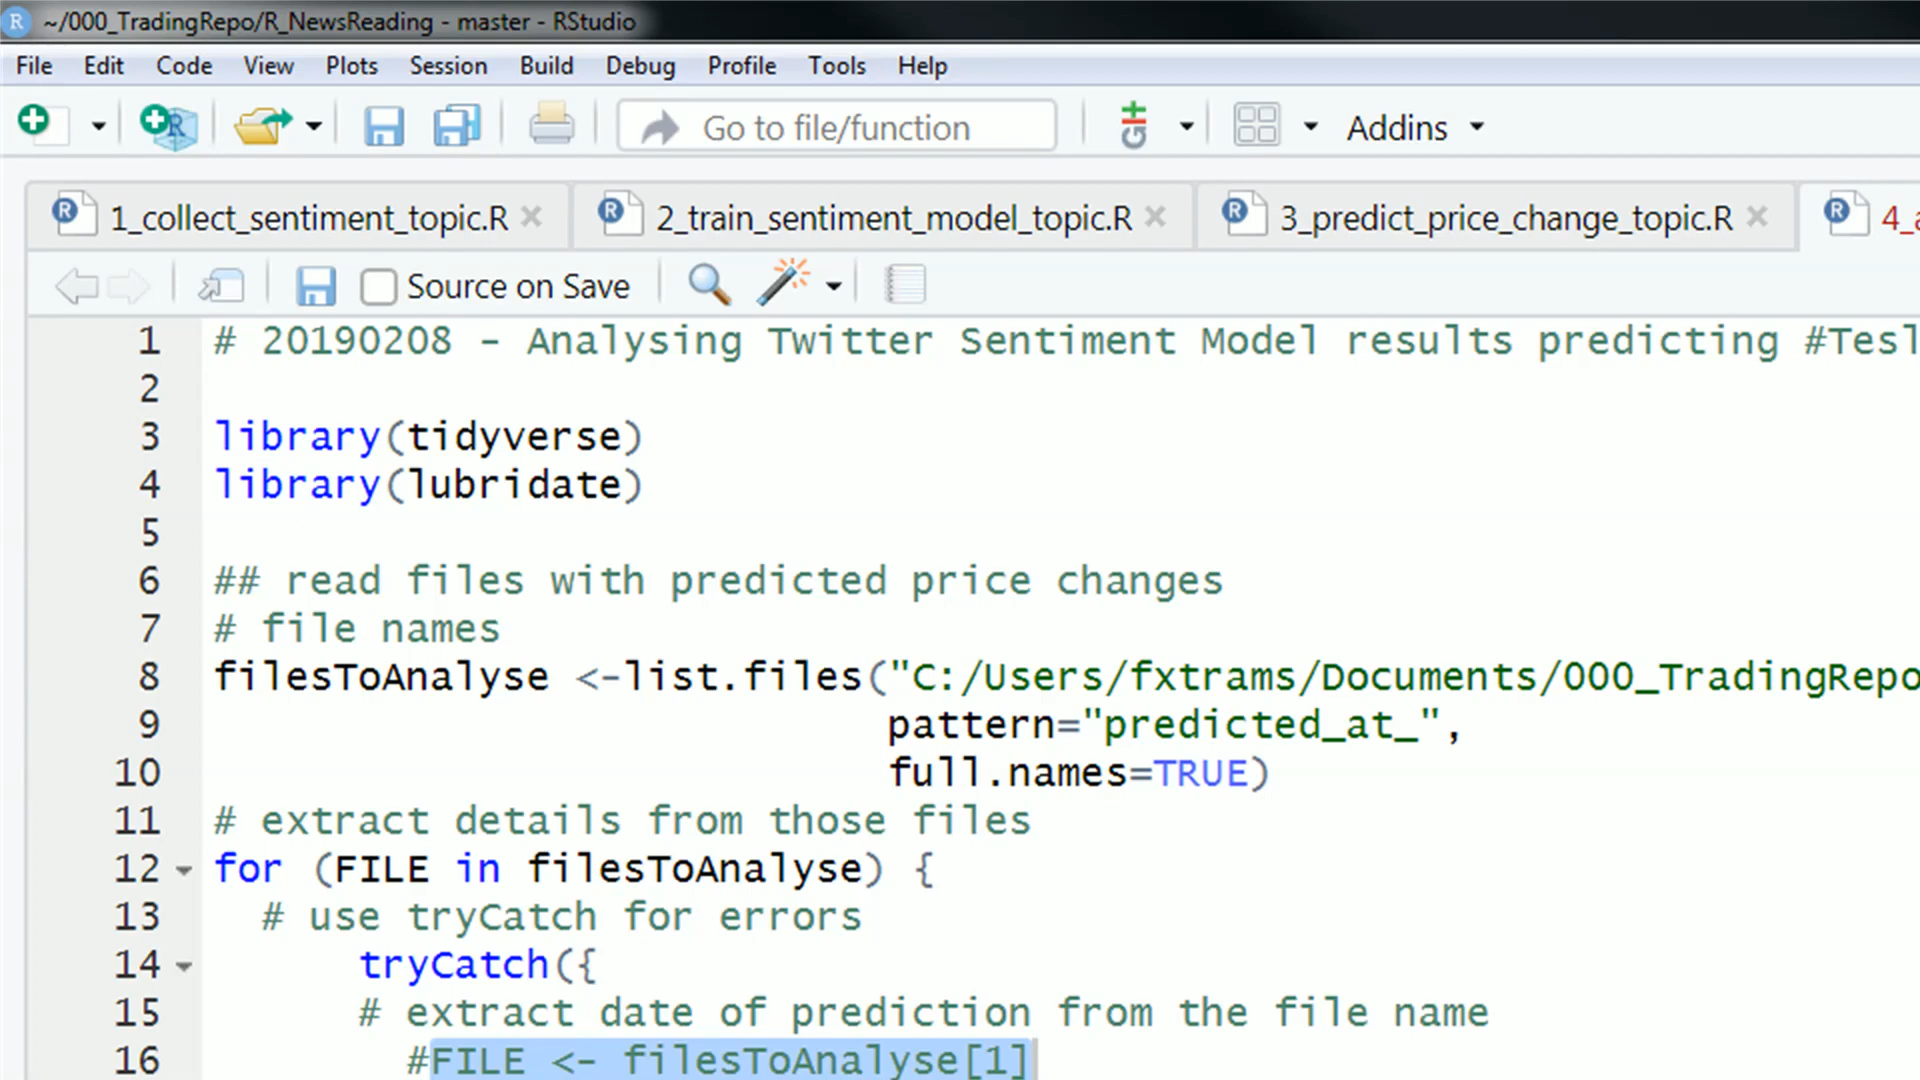 ~/000_TradingRepo/R_NewsReading - master - RStudio
File Edit Code View Plots Session Build Debug Profile Tools Help
Go to file/function Addins
1_collect_sentiment_topic.R 2_train_sentiment_model_topic.R 3_predict_price_change_topic.R 4_a
Source on Save
1 # 20190208 - Analysing Twitter Sentiment Model results predicting #Tesl
2
3 library(tidyverse)
4 library(lubridate)
5
6 ## read files with predicted price changes
7 # file names
8 filesToAnalyse <-list.files("C:/Users/fxtrams/Documents/000_TradingRepo
9 pattern="predicted_at_",
10 full.names=TRUE)
11 # extract details from those files
12 for (FILE in filesToAnalyse) {
13 # use tryCatch for errors
14 tryCatch({
15 # extract date of prediction from the file name
16 #FILE <- filesToAnalyse[1]